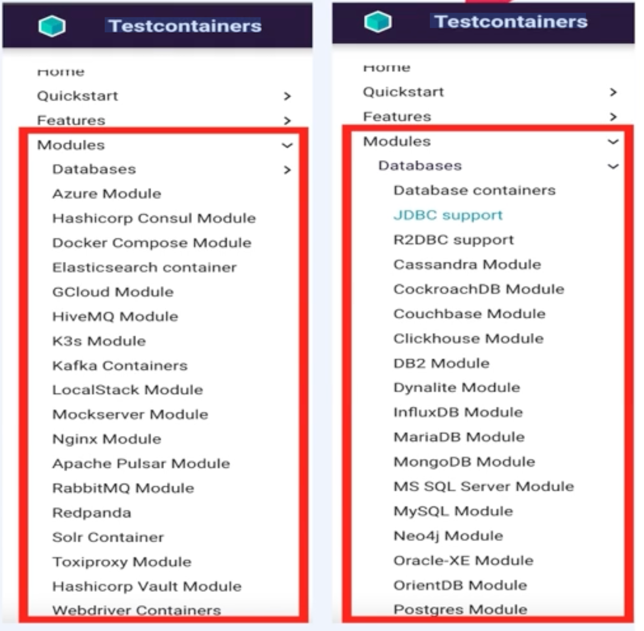 Testcontainers
Home
Quickstart
Features
Modules
Databases
Azure Module
Hashicorp Consul Module
Docker Compose Module
Elasticsearch container
GCloud Module
HiveMQ Module
K3s Module
Kafka Containers
LocalStack Module
Mockserver Module
Nginx Module
Apache Pulsar Module
RabbitMQ Module
Redpanda
Solr Container
Toxiproxy Module
Hashicorp Vault Module
Webdriver Containers
Testcontainers
Home
Quickstart
Features
Modules
Databases
Database containers
JDBC support
R2DBC support
Cassandra Module
CockroachDB Module
Couchbase Module
Clickhouse Module
DB2 Module
Dynalite Module
InfluxDB Module
MariaDB Module
MongoDB Module
MS SQL Server Module
MySQL Module
Neo4j Module
Oracle-XE Module
OrientDB Module
Postgres Module